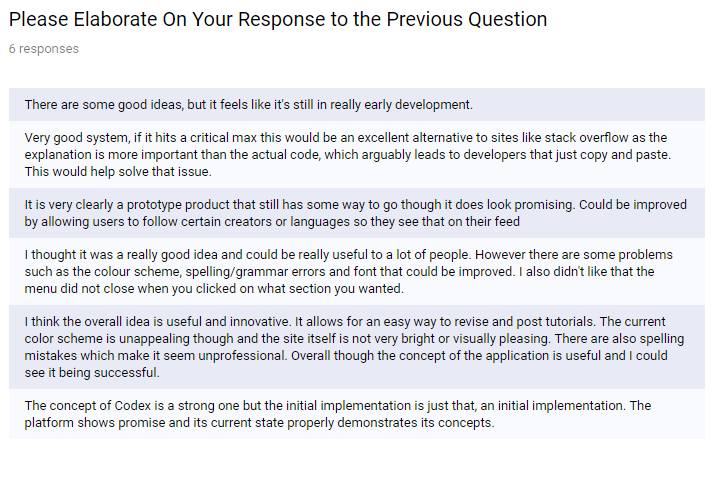 Please Elaborate On Your Response to the Previous Question
6 responses
There are some good ideas, but it feels like it's still in really early development.
Very good system, if it hits a critical max this would be an excellent alternative to sites like stack overflow as the
explanation is more important than the actual code, which arguably leads to developers that just copy and paste.
This would help solve that issue.
It is very clearly a prototype product that still has some way to go though it does look promising. Could be improved
by allowing users to follow certain creators or languages so they see that on their feed
I thought it was a really good idea and could be really useful to a lot of people. However there are some problems
such as the colour scheme, spelling/grammar errors and font that could be improved. I also didn't like that the
menu did not close when you clicked on what section you wanted.
I think the overall idea is useful and innovative. It allows for an easy way to revise and post tutorials. The current
color scheme is unappealing though and the site itself is not very bright or visually pleasing. There are also spelling
mistakes which make it seem unprofessional. Overall though the concept of the application is useful and I could
see it being successful.
The concept of Codex is a strong one but the initial implementation is just that, an initial implementation. The
platform shows promise and its current state properly demonstrates its concepts.